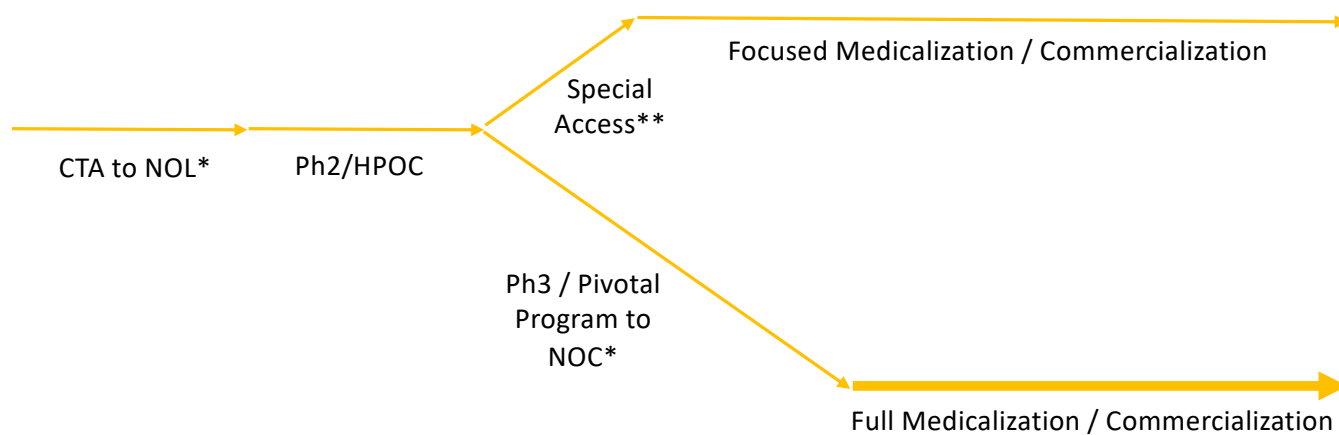 Focused Medicalization / Commercialization
Special
Access**
CTA to NOL*
Ph2/HPOC
Ph3 / Pivotal
Program to
NOC*
Full Medicalization / Commercialization